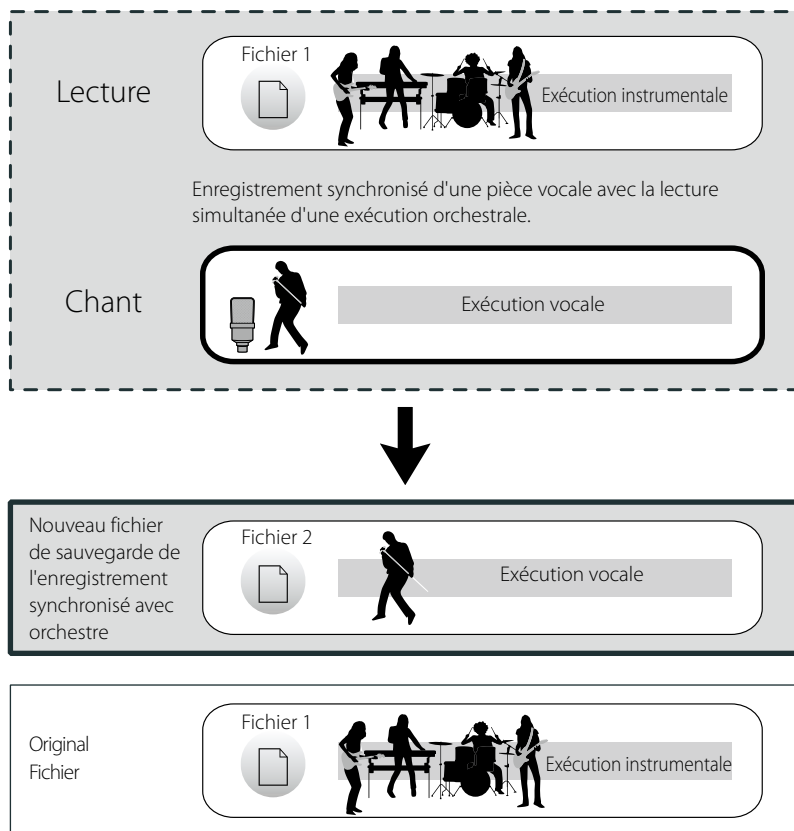 Fichier 1
Lecture
Exécution instrumentale
Enregistrement synchronisé d'une pièce vocale avec la lecture
simultanée d'une exécution orchestrale.
Chant
Exécution vocale
Nouveau fichier
de sauvegarde de
l'enregistrement
synchronisé avec
orchestre
Fichier 2
Exécution vocale
Original
Fichier
Fichier 1
Exécution instrumentale